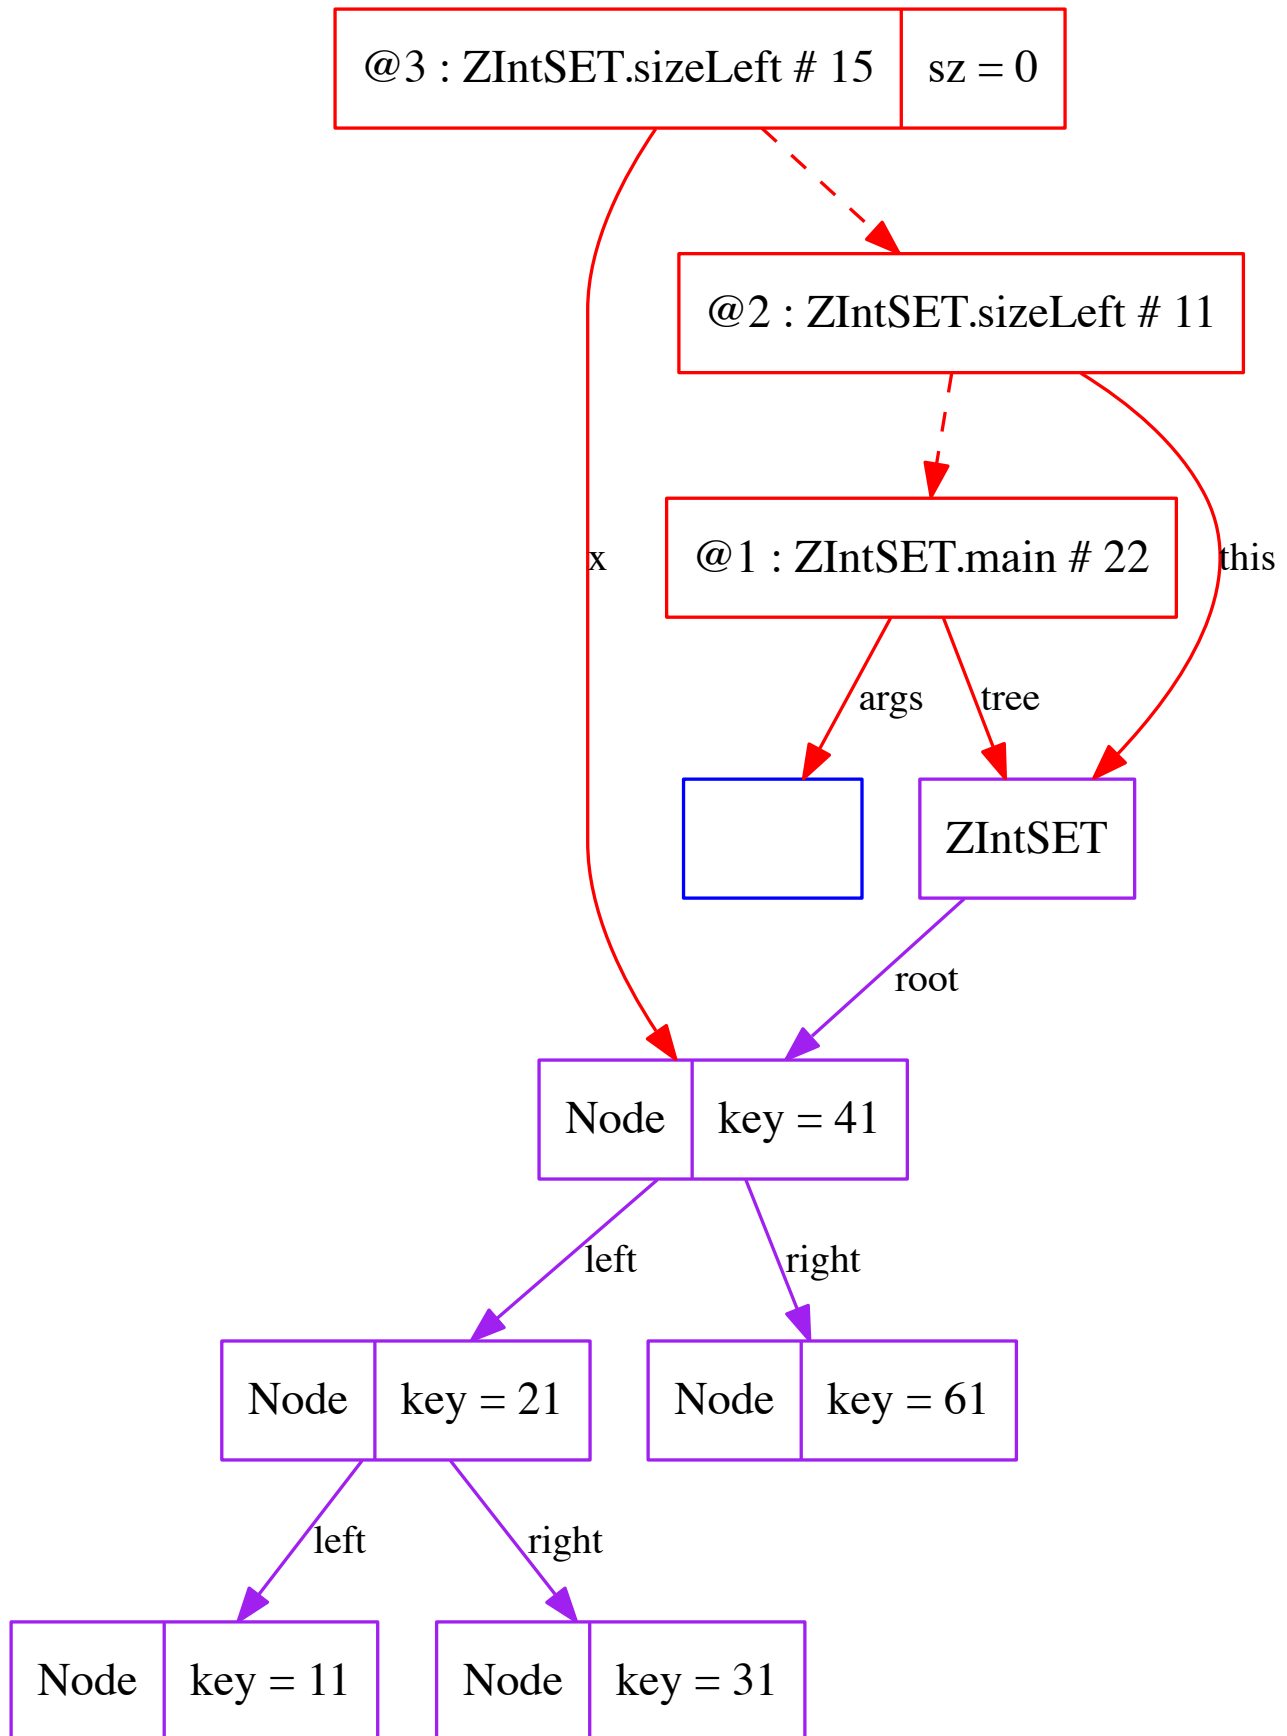 @3 : ZIntSET.sizeLeft # 15 sz = 0
@2 : ZIntSET.sizeLeft # 11
@1 : ZIntSET.main # 22
x
this
args
tree
ZIntSET
root
Node key = 41
left
right
Node key = 21
Node key = 61
left
right
Node key = 11
Node key = 31